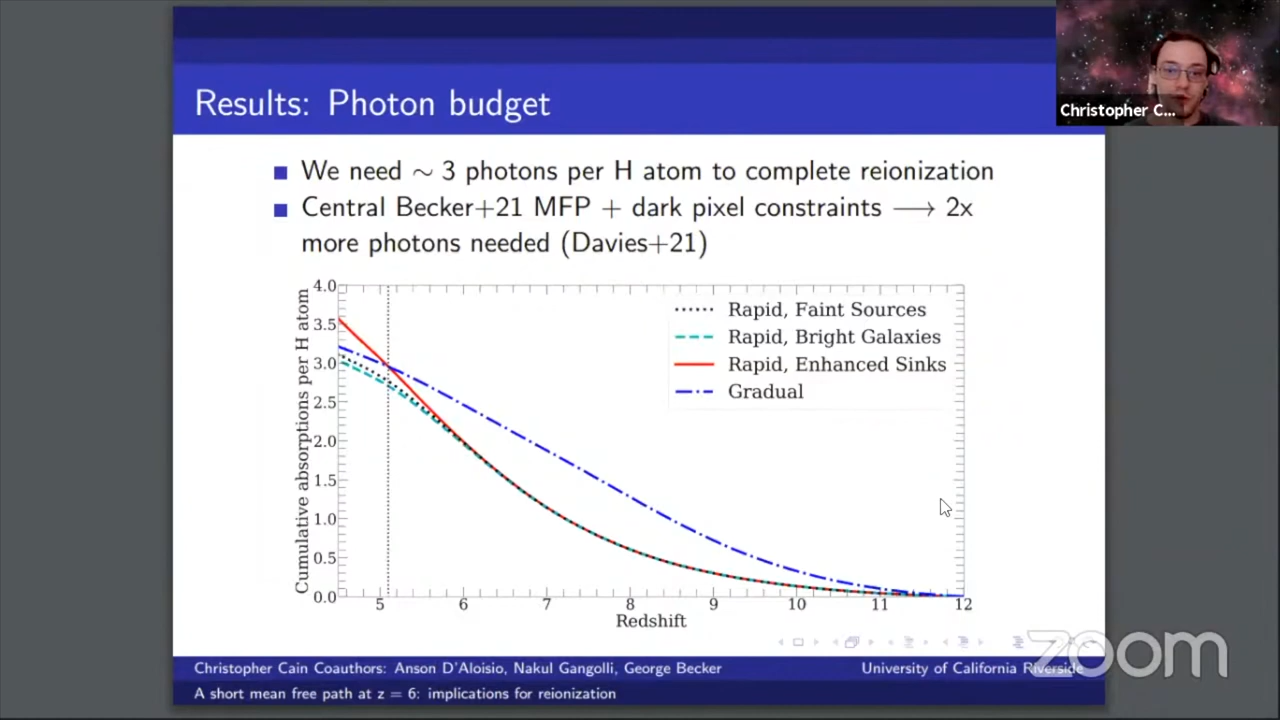 Results: Photon budget
Christopher C...
We need ∼ 3 photons per H atom to complete reionization
Central Becker+21 MFP + dark pixel constraints ⟶ 2x
more photons needed (Davies+21)
Cumulative absorptions per H atom
4.0
3.5
3.0
2.5
2.0
1.5
1.0
0.5
0.0
Rapid, Faint Sources
Rapid, Bright Galaxies
Rapid, Enhanced Sinks
Gradual
5 6 7 8 9 10 11 12
Redshift
zoom
Christopher Cain Coauthors: Anson D'Aloisio, Nakul Gangolli, George Becker
University of California Riverside
A short mean free path at z = 6: implications for reionization